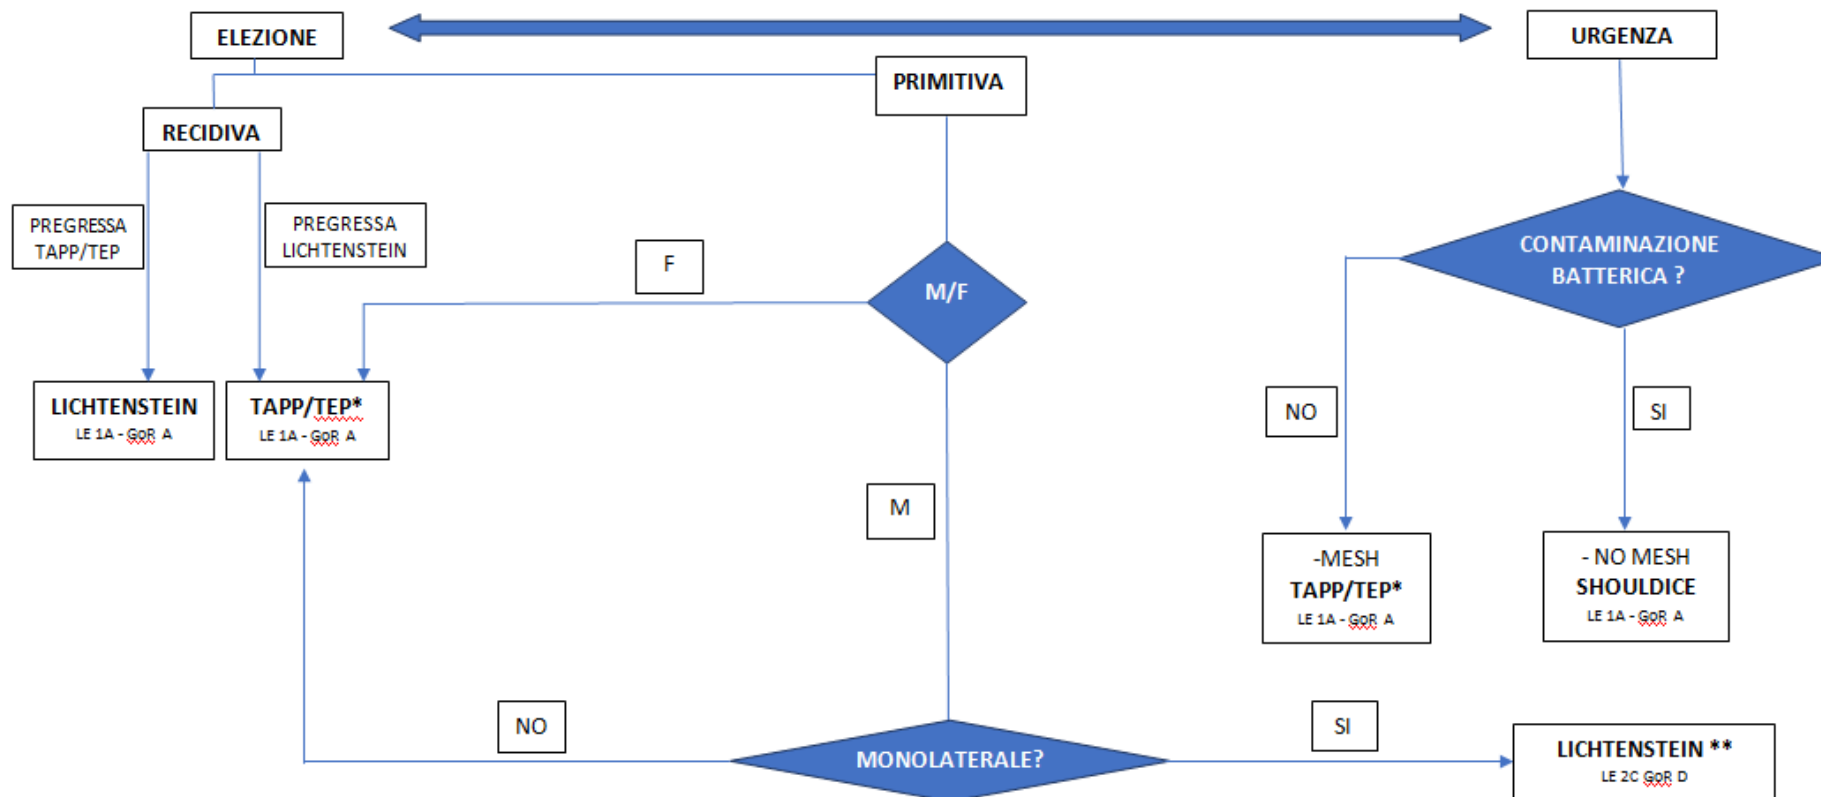 ELEZIONE
URGENZA
PRIMITIVA
RECIDIVA
PREGRESSA
TAPP/TEP
PREGRESSA
LICHTENSTEIN
F
M/F
CONTAMINAZIONE
BATTERICA ?
LICHTENSTEIN
LE 1A - GoR A
TAPP/TEP*
LE 1A - GoR A
NO
SI
M
-MESH
TAPP/TEP*
LE 1A - GoR A
- NO MESH
SHOULDICE
LE 1A - GoR A
NO
MONOLATERALE?
SI
LICHTENSTEIN **
LE 2C GoR D